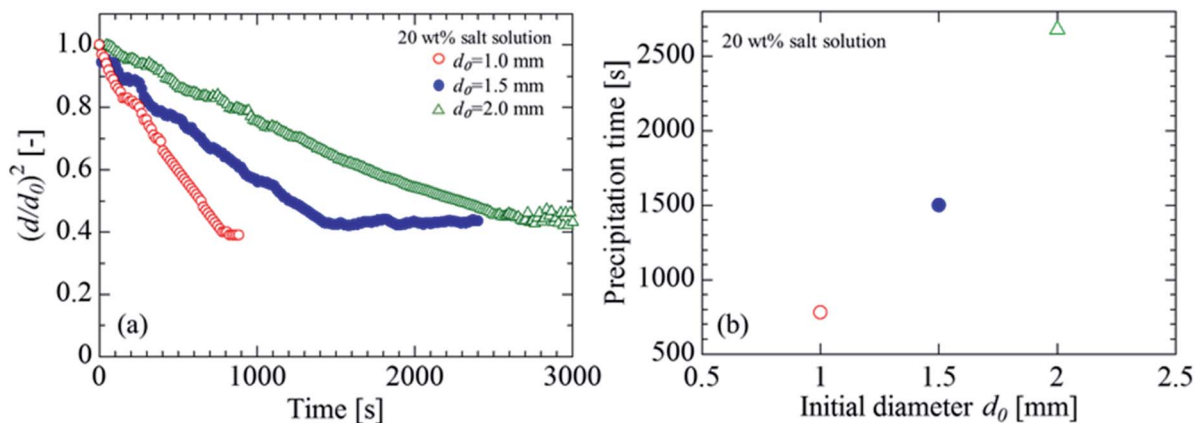 1.0
0.8
0.6
0.4
0.2
0
(d/d₀)² [-]
20 wt% salt solution
d₀=1.0 mm
d₀=1.5 mm
d₀=2.0 mm
(a)
0 1000 2000 3000
Time [s]
2500
2000
1500
1000
500
Precipitation time [s]
20 wt% salt solution
(b)
0.5 1 1.5 2 2.5
Initial diameter d₀ [mm]